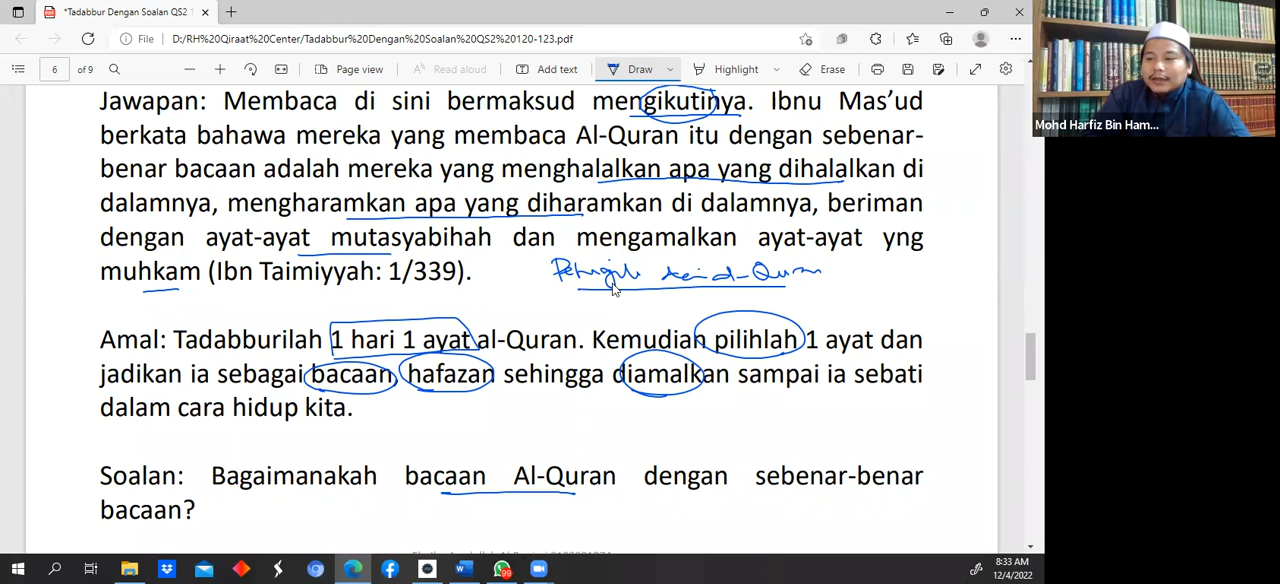 *Tadabbur Dengan Soalan QS2 1
File
D:/RH%20Qiraat%20Center/Tadabbur%20Dengan%20Soalan%20QS2%20120-123.pdf
6 of 9
Page view
Read aloud
Add text
Draw
Highlight
Erase
Mohd Harfiz Bin Ham...
Jawapan: Membaca di sini bermaksud mengikutinya. Ibnu Mas'ud
berkata bahawa mereka yang membaca Al-Quran itu dengan sebenar-
benar bacaan adalah mereka yang menghalalkan apa yang dihalalkan di
dalamnya, mengharamkan apa yang diharamkan di dalamnya, beriman
dengan ayat-ayat mutasyabihah dan mengamalkan ayat-ayat yng
muhkam (Ibn Taimiyyah: 1/339).
al-Quran
Amal: Tadabburilah 1 hari 1 ayat al-Quran. Kemudian pilihlah 1 ayat dan
jadikan ia sebagai bacaan, hafazan sehingga diamalkan sampai ia sebati
dalam cara hidup kita.
Soalan: Bagaimanakah bacaan Al-Quran dengan sebenar-benar
bacaan?
99
8:33 AM
12/4/2022